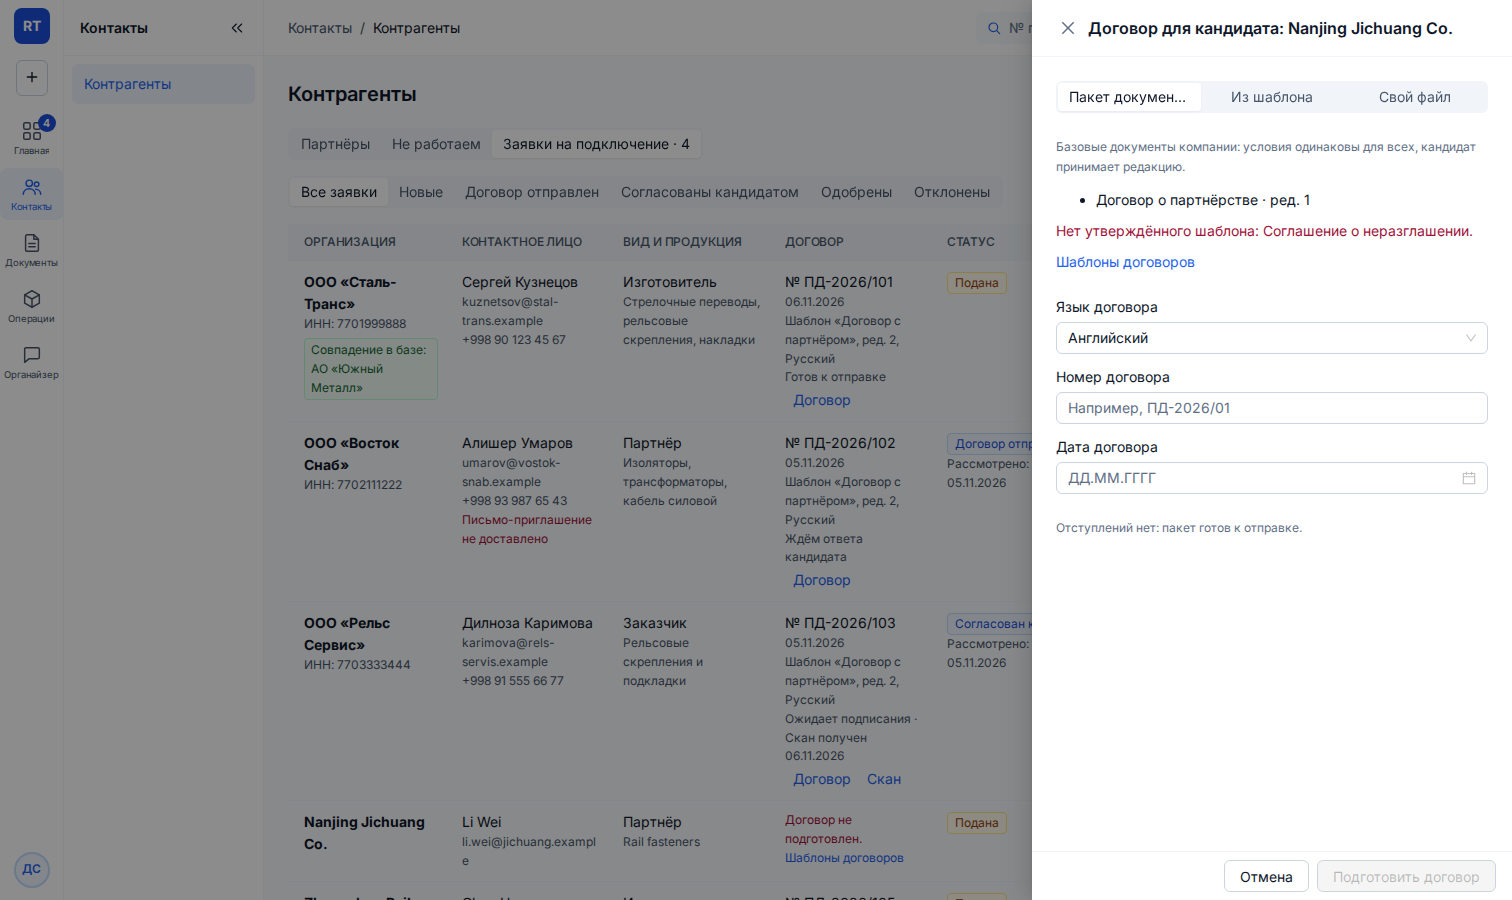 RT
4
Главная
Контакты
Документы
Операции
Органайзер
ДС
Контакты
Контрагенты
Контакты / Контрагенты
Контрагенты
Партнёры
Не работаем
Заявки на подключение · 4
Все заявки
Новые
Договор отправлен
Согласованы кандидатом
Одобрены
Отклонены
ОРГАНИЗАЦИЯ
КОНТАКТНОЕ ЛИЦО
ВИД И ПРОДУКЦИЯ
ДОГОВОР
СТАТУС
ООО «Сталь-
Транс»
ИНН: 7701999888
Совпадение в базе:
АО «Южный
Металл»
Сергей Кузнецов
kuznetsov@stal-
trans.example
+998 90 123 45 67
Изготовитель
Стрелочные переводы,
рельсовые
скрепления, накладки
№ ПД-2026/101
06.11.2026
Шаблон «Договор с
партнёром», ред. 2,
Русский
Готов к отправке
Договор
Подана
ООО «Восток
Снаб»
ИНН: 7702111222
Алишер Умаров
umarov@vostok-
snab.example
+998 93 987 65 43
Письмо-приглашение
не доставлено
Партнёр
Изоляторы,
трансформаторы,
кабель силовой
№ ПД-2026/102
05.11.2026
Шаблон «Договор с
партнёром», ред. 2,
Русский
Ждём ответа
кандидата
Договор
Договор отпр
Рассмотрено:
05.11.2026
ООО «Рельс
Сервис»
ИНН: 7703333444
Дилноза Каримова
karimova@rels-
servis.example
+998 91 555 66 77
Заказчик
Рельсовые
скрепления и
подкладки
№ ПД-2026/103
05.11.2026
Шаблон «Договор с
партнёром», ред. 2,
Русский
Ожидает подписания ·
Скан получен
06.11.2026
Договор
Скан
Согласован к
Рассмотрено:
05.11.2026
Nanjing Jichuang
Co.
Li Wei
li.wei@jichuang.exampl
e
Партнёр
Rail fasteners
Договор не
подготовлен.
Шаблоны договоров
Подана
Договор для кандидата: Nanjing Jichuang Co.
Пакет докумен...
Из шаблона
Свой файл
Базовые документы компании: условия одинаковы для всех, кандидат
принимает редакцию.
• Договор о партнёрстве · ред. 1
Нет утверждённого шаблона: Соглашение о неразглашении.
Шаблоны договоров
Язык договора
Английский
Номер договора
Например, ПД-2026/01
Дата договора
ДД.ММ.ГГГГ
Отступлений нет: пакет готов к отправке.
Отмена
Подготовить договор